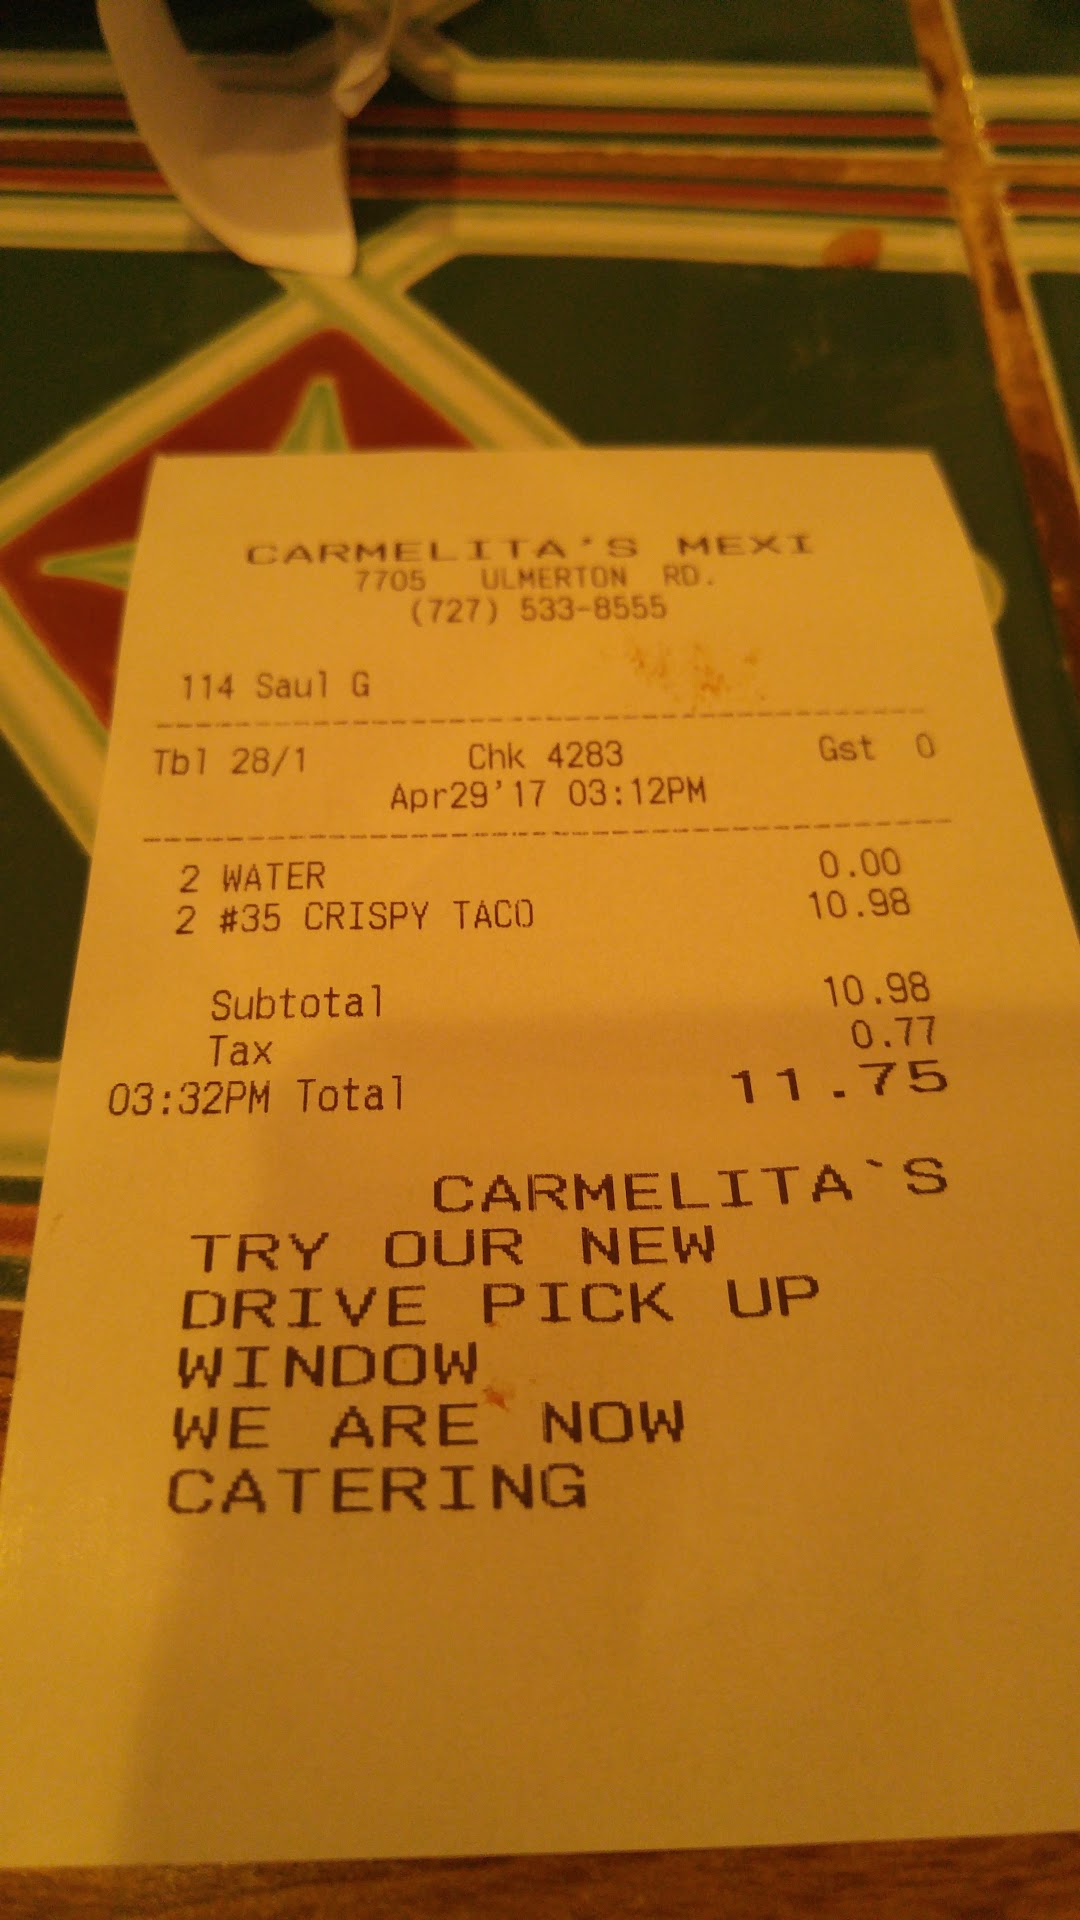 CARMELITA'S MEXI
7705 ULMERTON RD.
(727) 533-8555
114 Saul G
Tbl 28/1 Chk 4283 Gst 0
Apr29'17 03:12PM
2 WATER 0.00
2 #35 CRISPY TACO 10.98
Subtotal 10.98
Tax 0.77
03:32PM Total 11.75
CARMELITA`S
TRY OUR NEW
DRIVE PICK UP
WINDOW
WE ARE NOW
CATERING